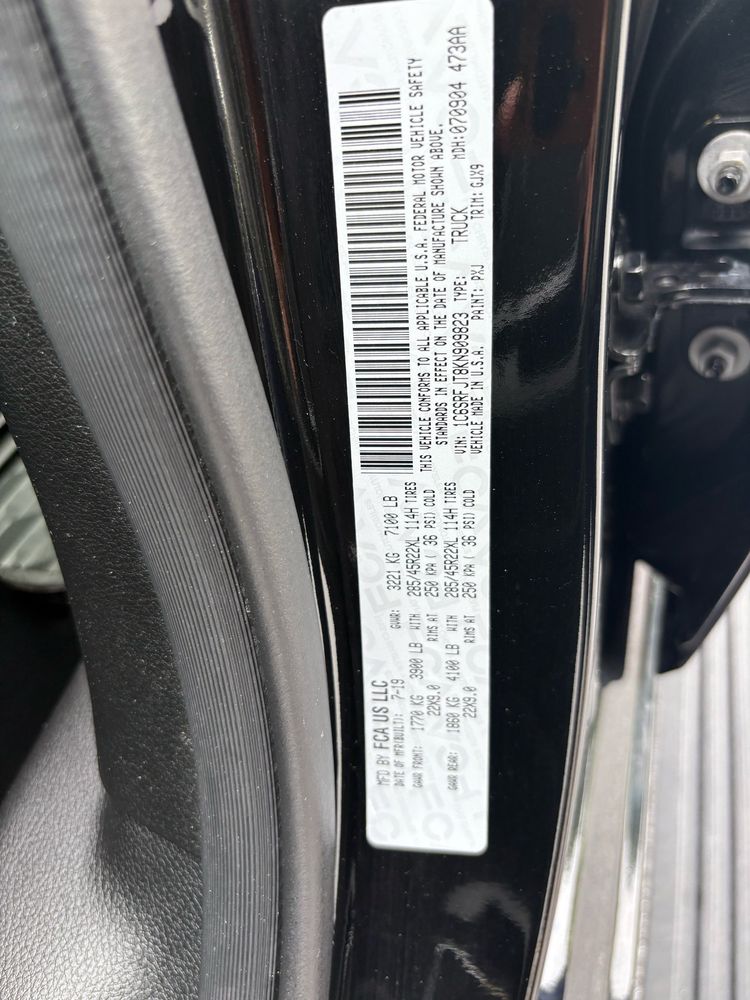 MFD BY FCA US LLC
DATE OF MFR(BUILT): 7-19 GVWR: 3221 KG 7100 LB
GAWR FRONT: 1770 KG 3900 LB WITH 285/45R22XL 114H TIRES
22X9.0 RIMS AT 250 KPA ( 36 PSI) COLD
GAWR REAR: 1860 KG 4100 LB WITH 285/45R22XL 114H TIRES
22X9.0 RIMS AT 250 KPA ( 36 PSI) COLD
THIS VEHICLE CONFORMS TO ALL APPLICABLE U.S.A. FEDERAL MOTOR VEHICLE SAFETY
STANDARDS IN EFFECT ON THE DATE OF MANUFACTURE SHOWN ABOVE.
VIN: 1C6SRFJT8KN909823 TYPE: TRUCK MDH:070904 473AA
VEHICLE MADE IN U.S.A. PAINT: PXJ TRIM: GJX9